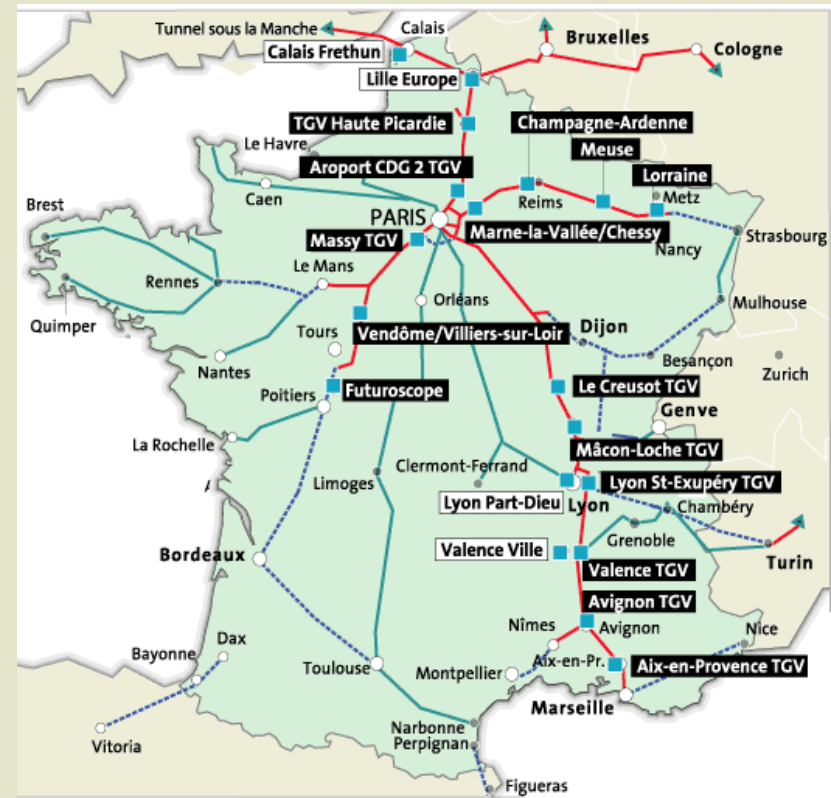 Tunnel sous la Manche
Calais
Bruxelles
Cologne
Calais Frethun
Lille Europe
TGV Haute Picardie
Champagne-Ardenne
Meuse
Le Havre
Aroport CDG 2 TGV
Lorraine
Caen
Reims
Metz
Brest
PARIS
Marne-la-Vallée/Chessy
Massy TGV
Nancy
Strasbourg
Le Mans
Rennes
Orléans
Quimper
Mulhouse
Tours
Vendôme/Villiers-sur-Loir
Dijon
Nantes
Besançon
Zurich
Futuroscope
Le Creusot TGV
Poitiers
Genve
La Rochelle
Mâcon-Loche TGV
Clermont-Ferrand
Limoges
Lyon St-Exupéry TGV
Lyon Part-Dieu
Lyon
Chambéry
Grenoble
Bordeaux
Valence Ville
Turin
Valence TGV
Avignon TGV
Nîmes
Avignon
Nice
Dax
Bayonne
Toulouse
Montpellier
Aix-en-Pr.
Aix-en-Provence TGV
Marseille
Narbonne
Vitoria
Perpignan
Figueras